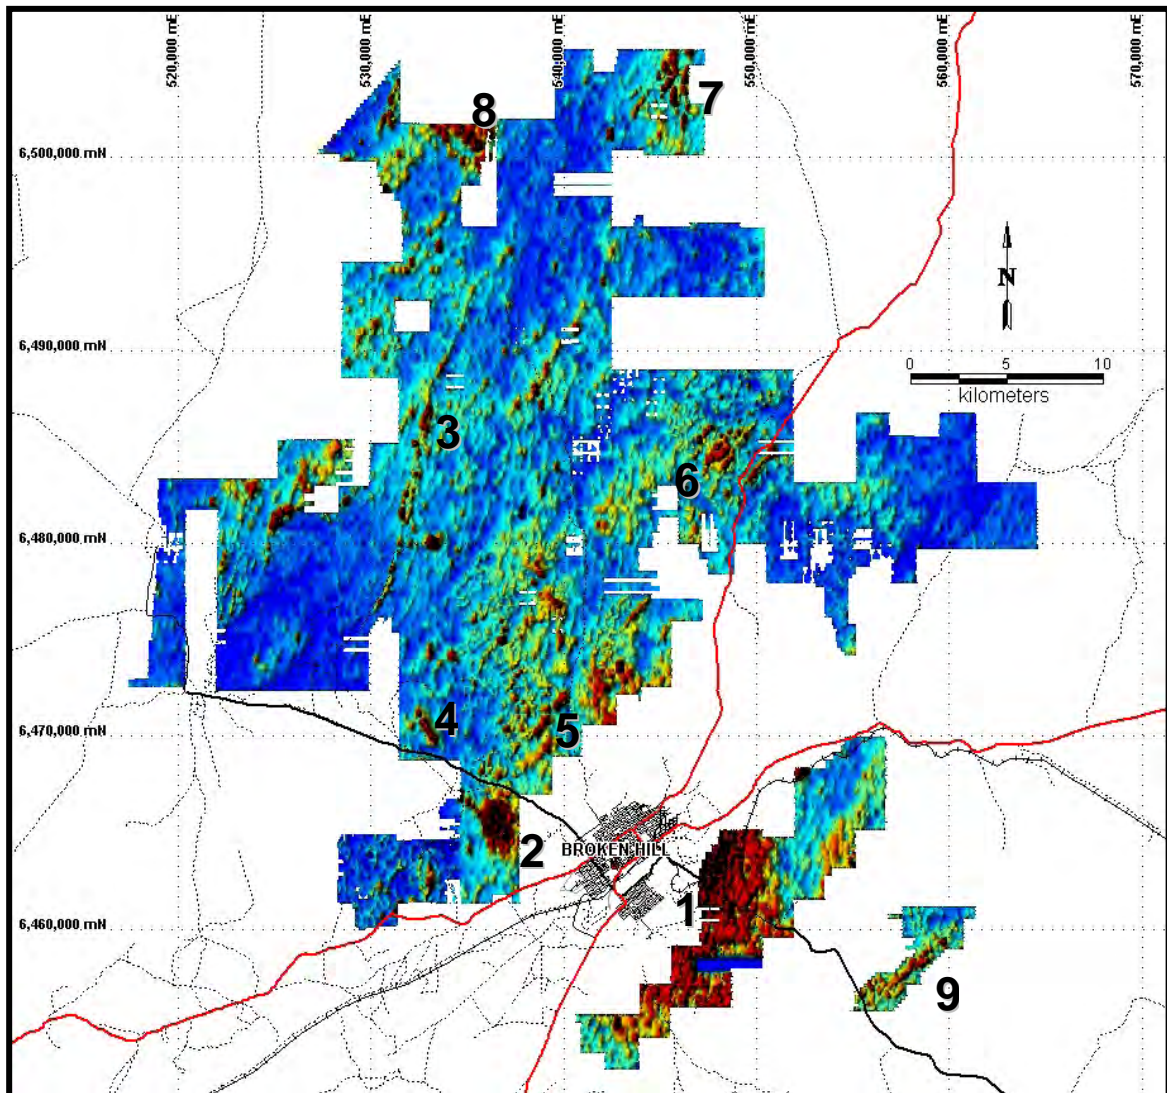 520,000 mE
530,000 mE
540,000 mE
550,000 mE
560,000 mE
570,000 mE
7
8
6,500,000 mN
N
6,490,000 mN
0 5 10
kilometers
3
6
6,480,000 mN
4
5
6,470,000 mN
2
BROKEN HILL
1
6,460,000 mN
9